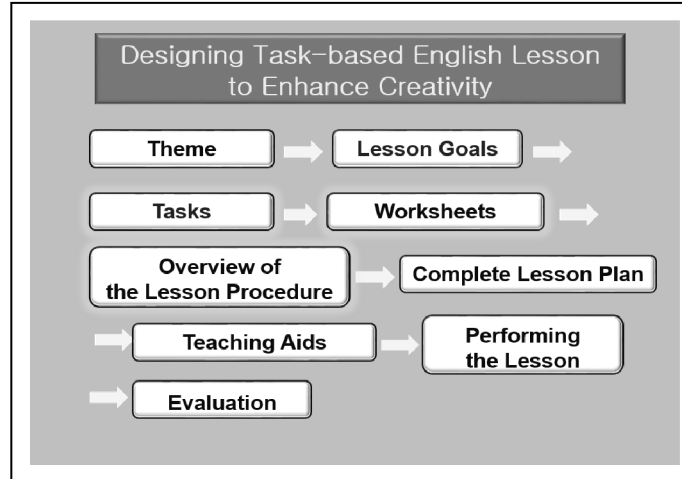 Designing Task-based English Lesson
to Enhance Creativity
Theme
Lesson Goals
Tasks
Worksheets
Overview of
the Lesson Procedure
Complete Lesson Plan
Teaching Aids
Performing
the Lesson
Evaluation